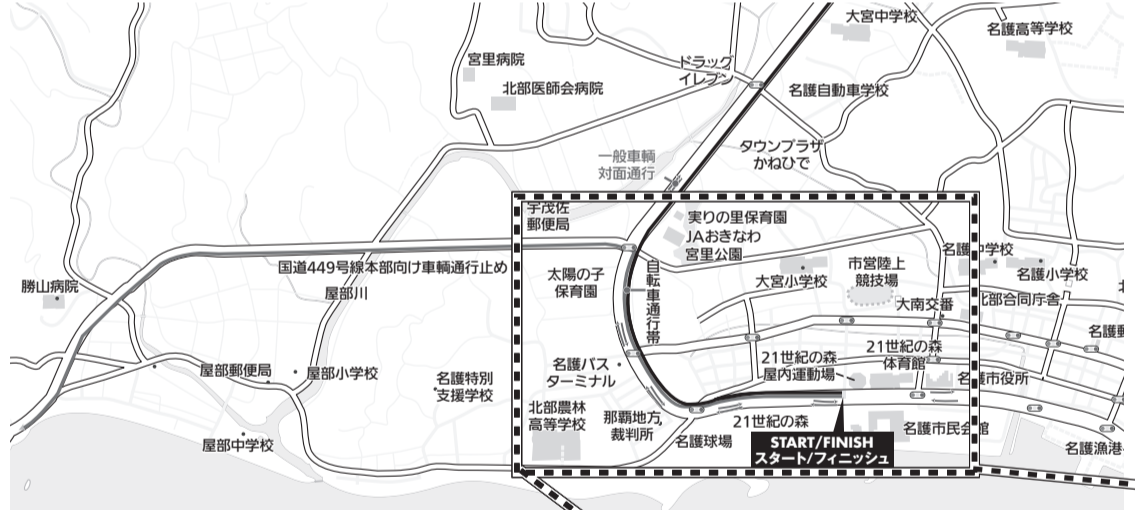 大宮中学校
名護高等学校
宮里病院
ドラッグ
イレブン
北部医師会病院
名護自動車学校
タウンプラザ
かねひで
一般車輌
対面通行
宇茂佐
郵便局
実りの里保育園
JAおきなわ
宮里公園
国道449号線本部向け車輌通行止め
屋部川
勝山病院
太陽の子
保育園
自転車通行帯
大宮小学校
市営陸上
競技場
名護中学校
名護小学校
北部合同庁舎
大南交番
21世紀の森
屋内運動場
21世紀の森
体育館
名護市役所
屋部郵便局
屋部小学校
名護特別
支援学校
名護バス
ターミナル
北部農林
高等学校
那覇地方
裁判所
21世紀の森
名護球場
名護市民会館
屋部中学校
START/FINISH
スタート/フィニッシュ
名護漁港